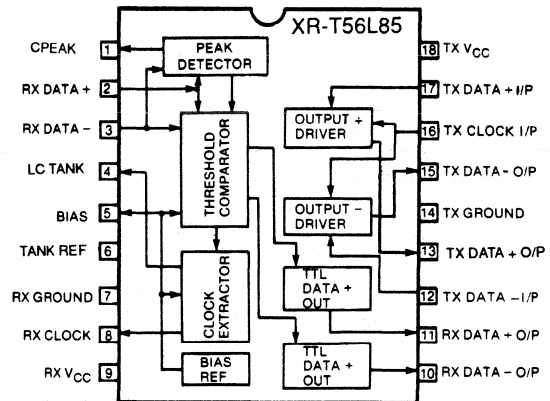 XR-T56L85
CPEAK 1
RX DATA + 2
RX DATA - 3
LC TANK 4
BIAS 5
TANK REF 6
RX GROUND 7
RX CLOCK 8
RX VCC 9
PEAK
DETECTOR
THRESHOLD
COMPARATOR
CLOCK
EXTRACTOR
BIAS
REF
OUTPUT +
DRIVER
OUTPUT -
DRIVER
TTL
DATA +
OUT
TTL
DATA +
OUT
18 TX VCC
17 TX DATA + I/P
16 TX CLOCK I/P
15 TX DATA - O/P
14 TX GROUND
13 TX DATA + O/P
12 TX DATA - I/P
11 RX DATA + O/P
10 RX DATA - O/P